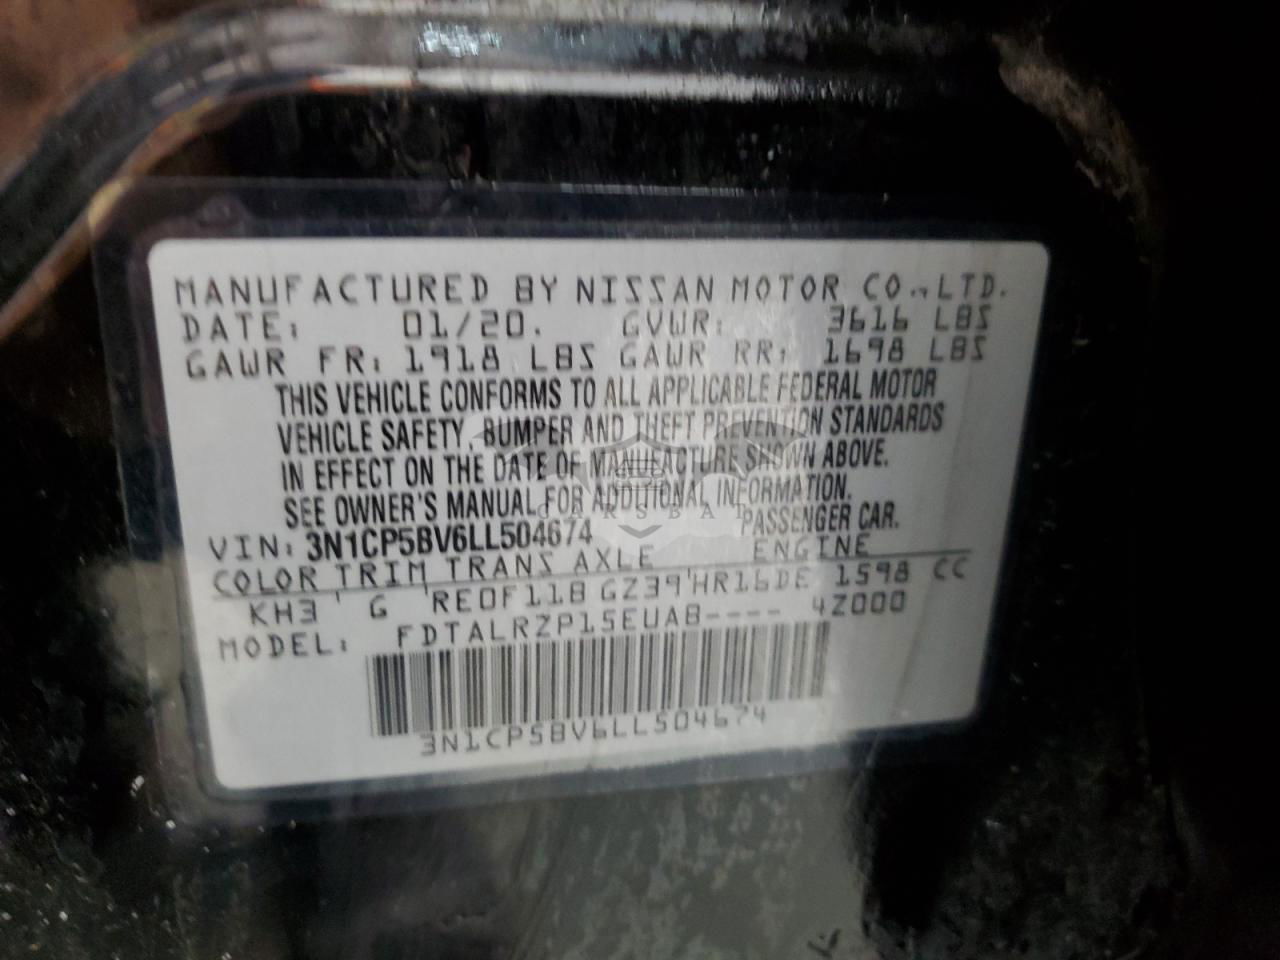 MANUFACTURED BY NISSAN MOTOR CO., LTD.
DATE: 01/20. GVWR: 3616 LBS
GAWR FR: 1918 LBS GAWR RR: 1698 LBS
THIS VEHICLE CONFORMS TO ALL APPLICABLE FEDERAL MOTOR
VEHICLE SAFETY, BUMPER AND THEFT PREVENTION STANDARDS
IN EFFECT ON THE DATE OF MANUFACTURE SHOWN ABOVE.
SEE OWNER'S MANUAL FOR ADDITIONAL INFORMATION.
CARSBAT
PASSENGER CAR.
VIN: 3N1CP5BV6LL504674
COLOR TRIM TRANS AXLE ENGINE
KH3 G RE0F11B GZ39 HR16DE 1598 CC
MODEL: FDTALRZP15EUAB---- 4Z000
3N1CP5BV6LL504674